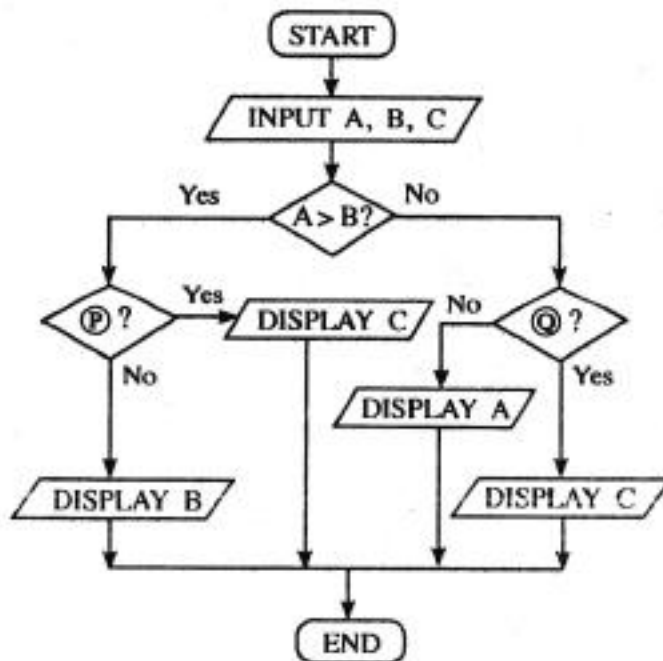 START
INPUT A, B, C
Yes
A > B?
No
Ⓟ ?
Yes
DISPLAY C
No
Ⓠ ?
No
Yes
DISPLAY A
DISPLAY B
DISPLAY C
END